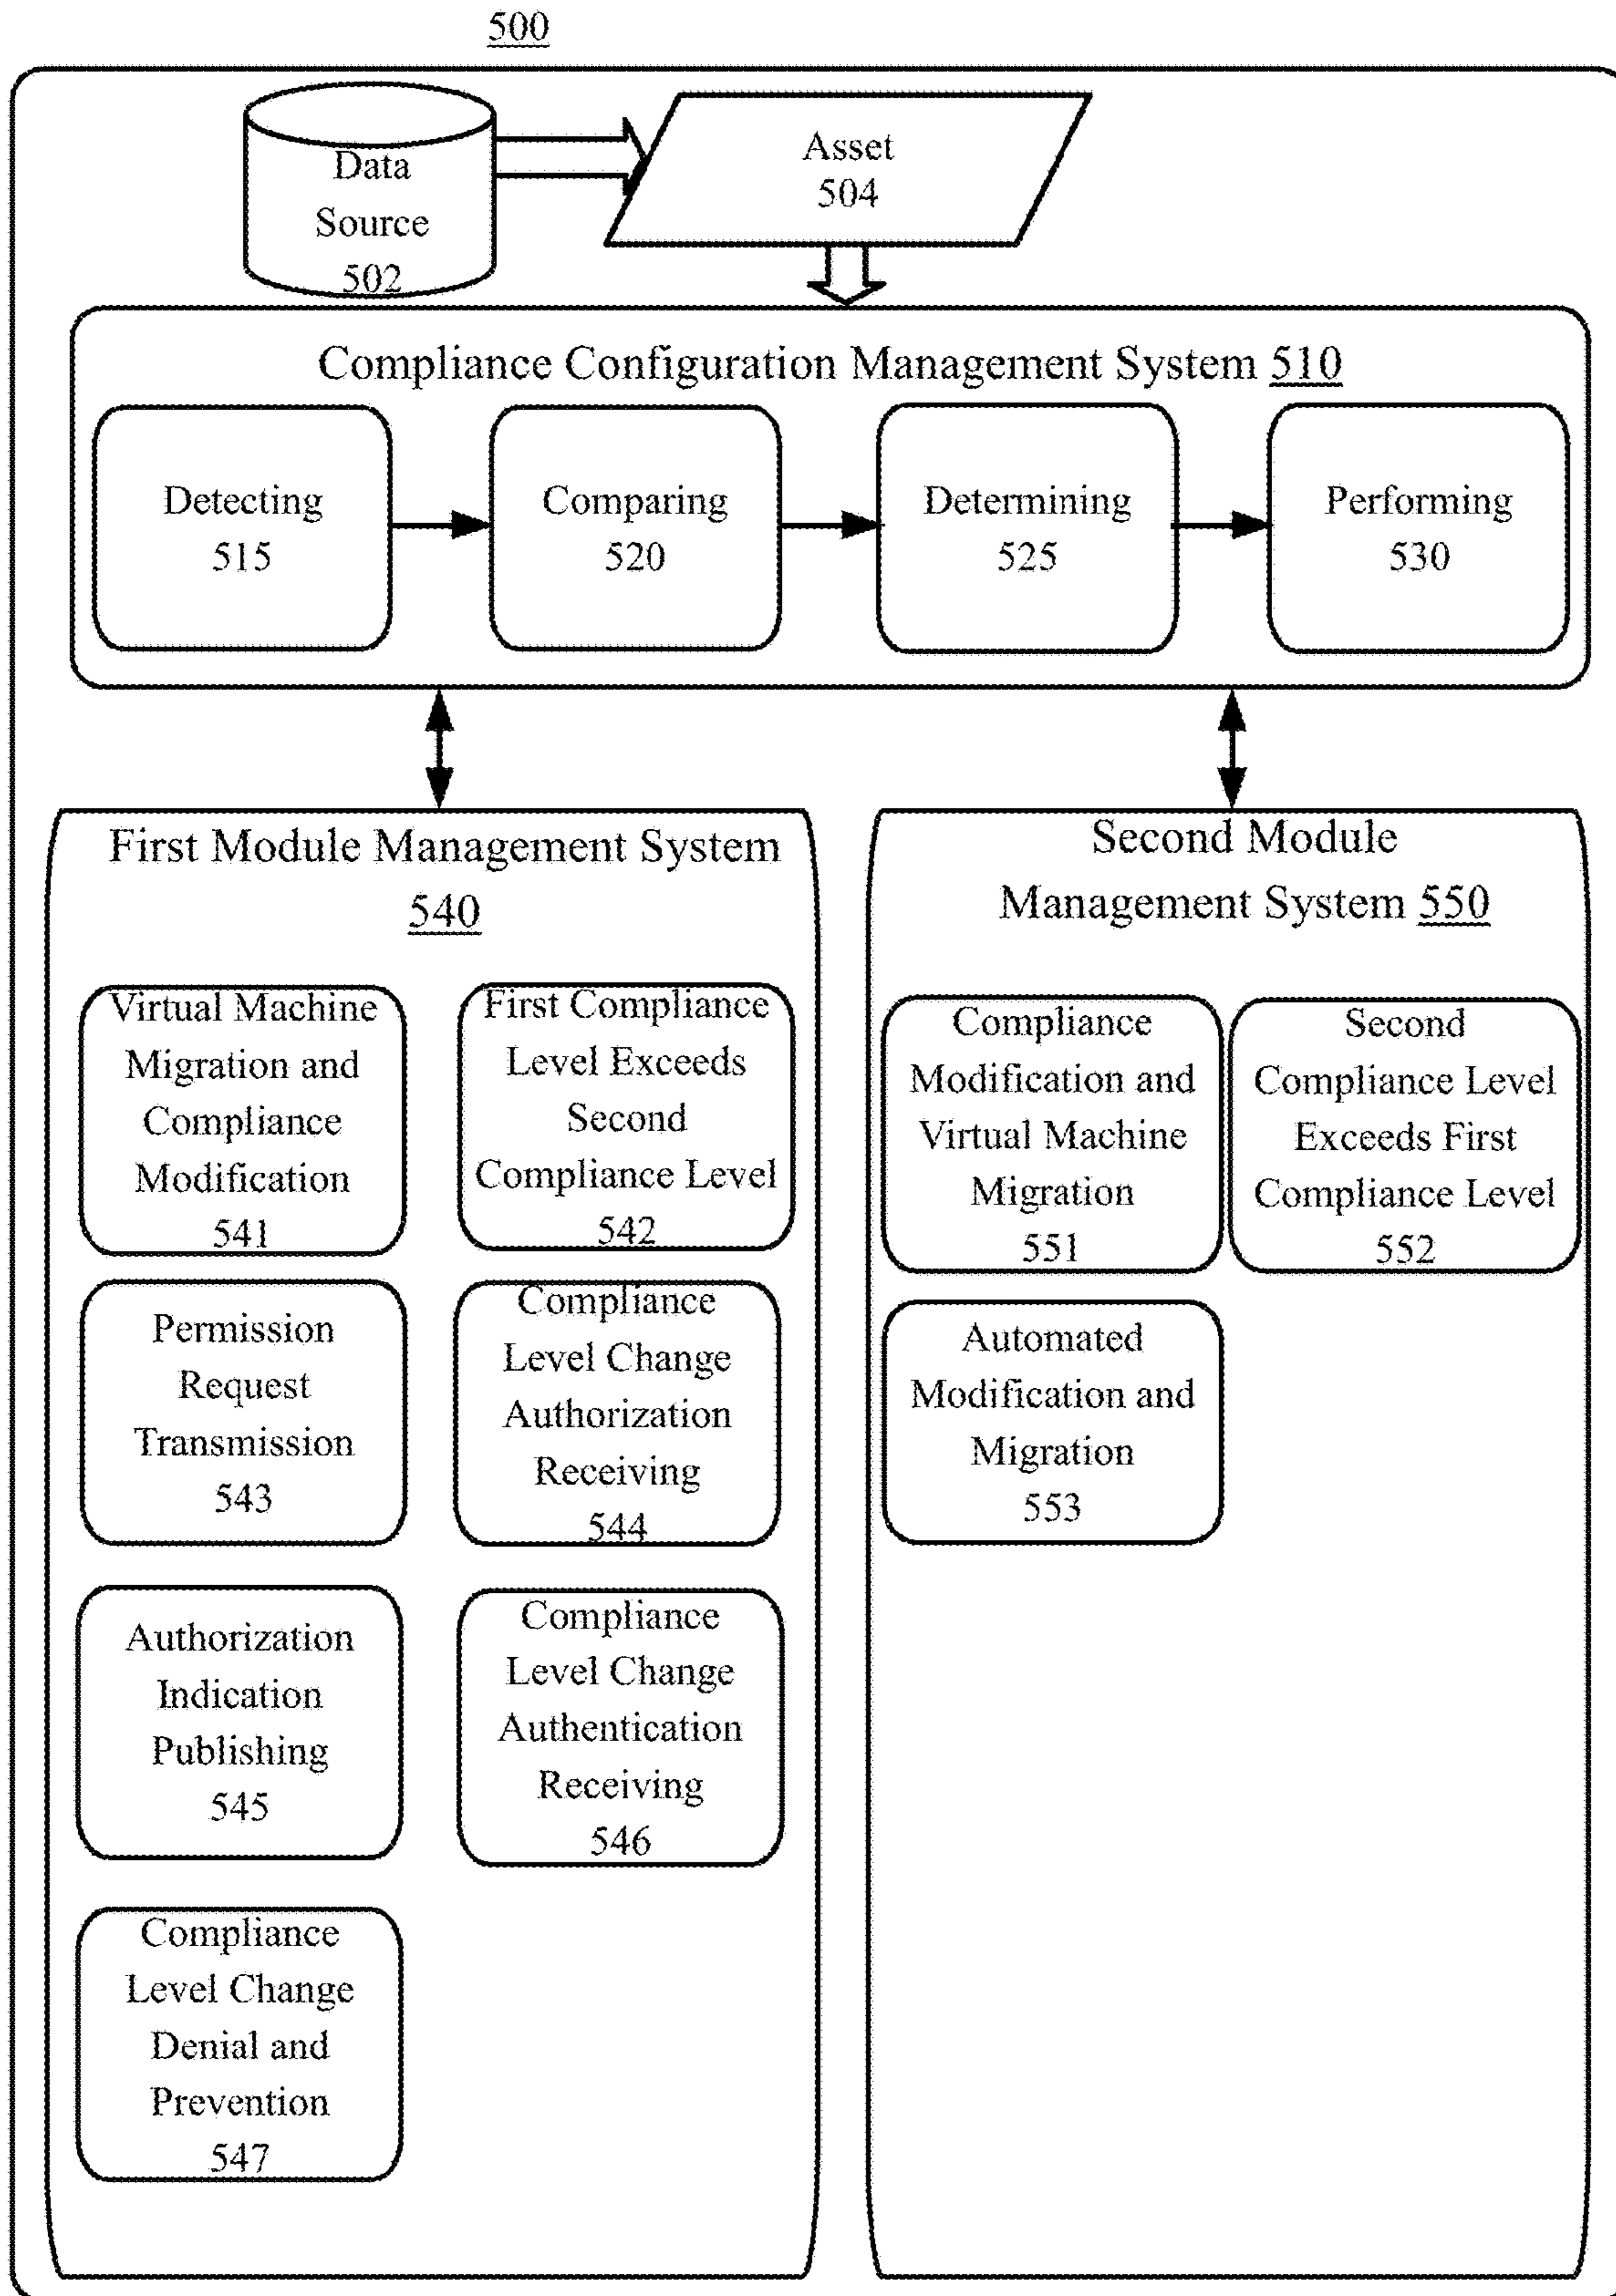 500
Data
Source
502
Asset
504
Compliance Configuration Management System 510
Detecting
515
Comparing
520
Determining
525
Performing
530
First Module Management System
540
Virtual Machine
Migration and
Compliance
Modification
541
First Compliance
Level Exceeds
Second
Compliance Level
542
Permission
Request
Transmission
543
Compliance
Level Change
Authorization
Receiving
544
Authorization
Indication
Publishing
545
Compliance
Level Change
Authentication
Receiving
546
Compliance
Level Change
Denial and
Prevention
547
Second Module
Management System 550
Compliance
Modification and
Virtual Machine
Migration
551
Second
Compliance Level
Exceeds First
Compliance Level
552
Automated
Modification and
Migration
553